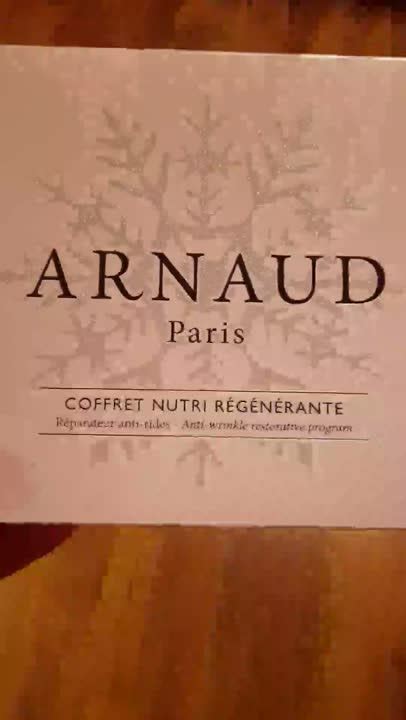 ARNAUD
Paris
COFFRET NUTRI RÉGÉNÉRANTE
Réparateur anti-rides - Anti-wrinkle restorative program